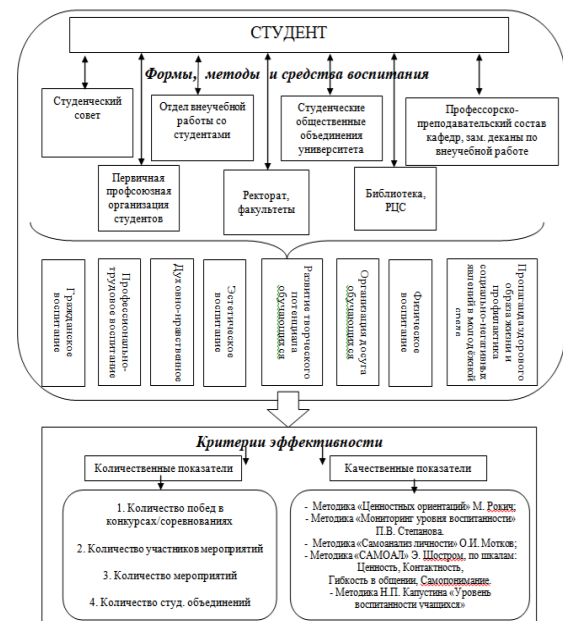 СТУДЕНТ
Формы, методы и средства воспитания
Студенческий
совет
Отдел внеучебной
работы со
студентами
Студенческие
общественные
объединения
университета
Профессорско-
преподавательский состав
кафедр, зам. деканы по
внеучебной работе
Первичная
профсоюзная
организация
студентов
Ректорат,
факультеты
Библиотека,
РЦС
Гражданское
воспитание
Профессионально-
трудовое воспитание
Духовно-нравственное
Эстетическое
воспитание
Развитие творческого
потенциала
обучающихся
Организация досуга
обучающихся
Физическое
воспитание
Пропаганда здорового
образа жизни и
профилактика
социально-негативных
явлений в молодёжной
Критерии эффективности
Количественные показатели
Качественные показатели
1. Количество побед в
конкурсах/соревнованиях
2. Количество участников мероприятий
3. Количество мероприятий
4. Количество студ. объединений
- Методика «Ценностных ориентаций» М. Рокич;
- Методика «Мониторинг уровня воспитанности»
П.В. Степанова.
- Методика «Самоанализ личности» О.И. Мотков;
- Методика «САМОАЛ» Э. Шостром, по шкалам:
Ценность, Контактность,
Гибкость в общении, Самопонимание.
- Методика Н.П. Капустина «Уровень
воспитанности учащихся»